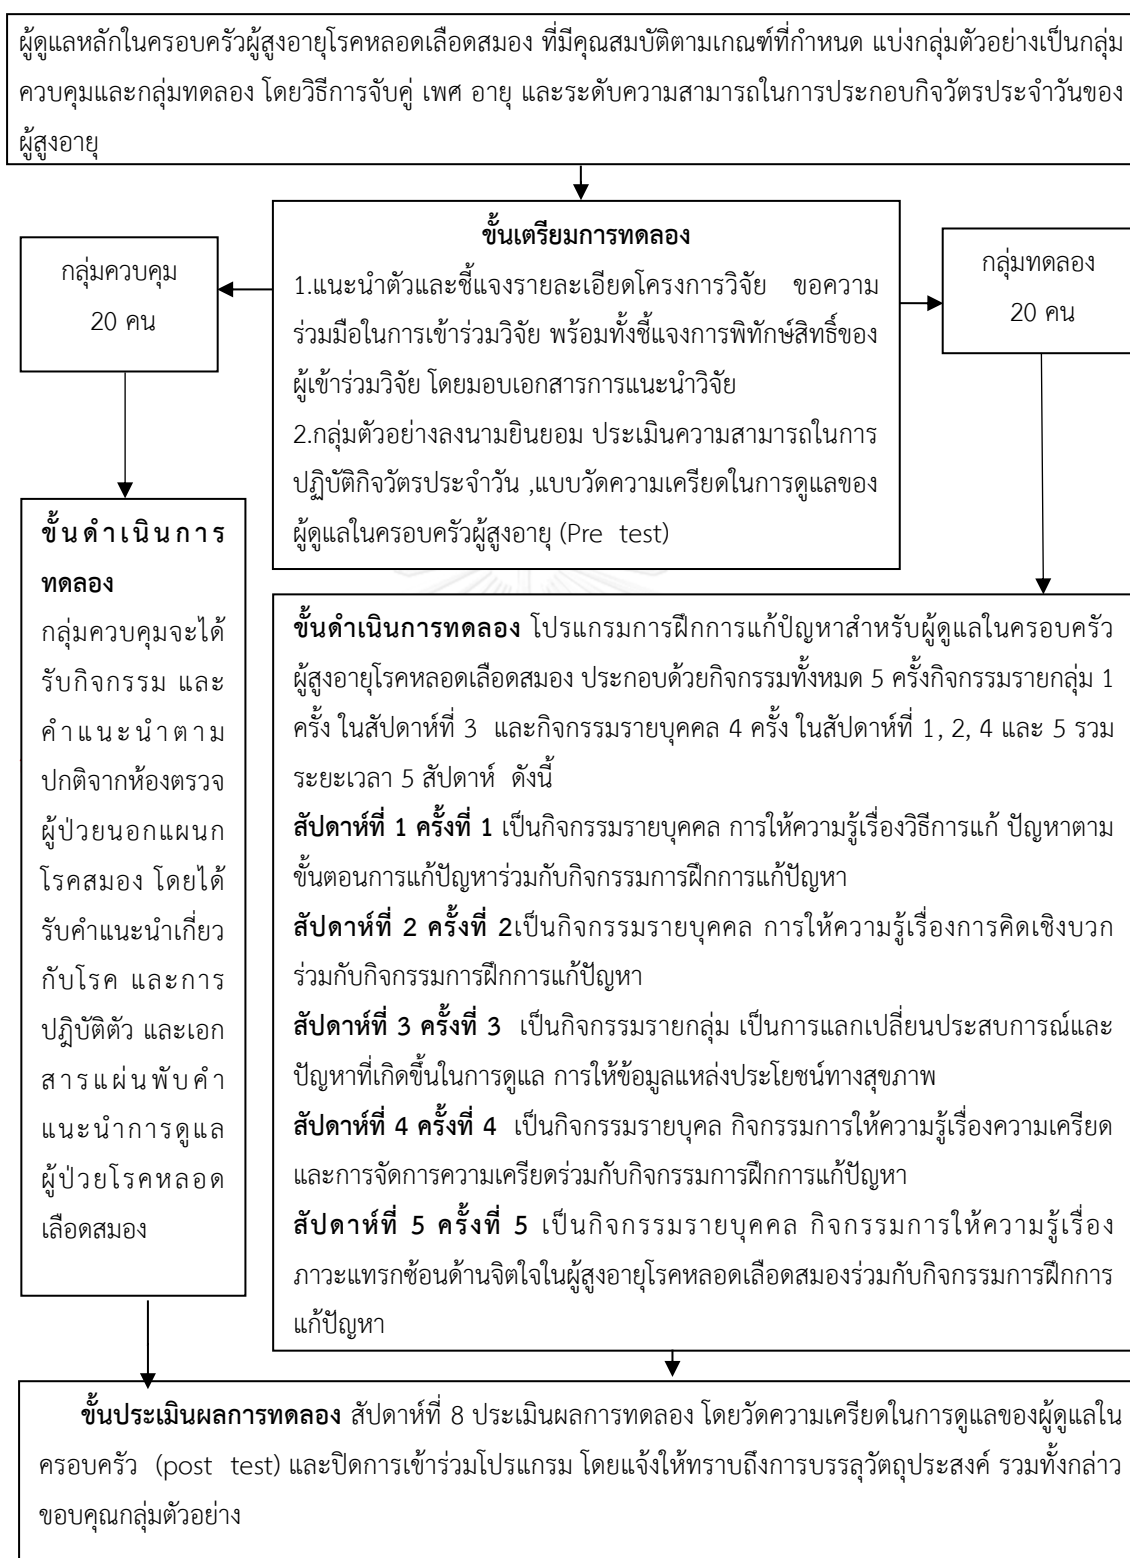 ผู้ดูแลหลักในครอบครัวผู้สูงอายุโรคหลอดเลือดสมอง ที่มีคุณสมบัติตามเกณฑ์ที่กำหนด แบ่งกลุ่มตัวอย่างเป็นกลุ่ม
ควบคุมและกลุ่มทดลอง โดยวิธีการจับคู่ เพศ อายุ และระดับความสามารถในการประกอบกิจวัตรประจำวันของ
ผู้สูงอายุ
กลุ่มควบคุม
20 คน
ขั้นเตรียมการทดลอง
1.แนะนำตัวและชี้แจงรายละเอียดโครงการวิจัย ขอความ
ร่วมมือในการเข้าร่วมวิจัย พร้อมทั้งชี้แจงการพิทักษ์สิทธิ์ของ
ผู้เข้าร่วมวิจัย โดยมอบเอกสารการแนะนำวิจัย
2.กลุ่มตัวอย่างลงนามยินยอม ประเมินความสามารถในการ
ปฏิบัติกิจวัตรประจำวัน ,แบบวัดความเครียดในการดูแลของ
ผู้ดูแลในครอบครัวผู้สูงอายุ (Pre test)
กลุ่มทดลอง
20 คน
ขั้นดำเนินการ
ทดลอง
กลุ่มควบคุมจะได้
รับกิจกรรม และ
คำแนะนำตาม
ปกติจากห้องตรวจ
ผู้ป่วยนอกแผนก
โรคสมอง โดยได้
รับคำแนะนำเกี่ยว
กับโรค และการ
ปฎิบัติตัว และเอก
สารแผ่นพับคำ
แนะนำการดูแล
ผู้ป่วยโรคหลอด
เลือดสมอง
ขั้นดำเนินการทดลอง โปรแกรมการฝึกการแก้ปํญหาสำหรับผู้ดูแลในครอบครัว
ผู้สูงอายุโรคหลอดเลือดสมอง ประกอบด้วยกิจกรรมทั้งหมด 5 ครั้งกิจกรรมรายกลุ่ม 1
ครั้ง ในสัปดาห์ที่ 3 และกิจกรรมรายบุคคล 4 ครั้ง ในสัปดาห์ที่ 1, 2, 4 และ 5 รวม
ระยะเวลา 5 สัปดาห์ ดังนี้
สัปดาห์ที่ 1 ครั้งที่ 1 เป็นกิจกรรมรายบุคคล การให้ความรู้เรื่องวิธีการแก้ ปัญหาตาม
ขั้นตอนการแก้ปัญหาร่วมกับกิจกรรมการฝึกการแก้ปัญหา
สัปดาห์ที่ 2 ครั้งที่ 2เป็นกิจกรรมรายบุคคล การให้ความรู้เรื่องการคิดเชิงบวก
ร่วมกับกิจกรรมการฝึกการแก้ปัญหา
สัปดาห์ที่ 3 ครั้งที่ 3 เป็นกิจกรรมรายกลุ่ม เป็นการแลกเปลี่ยนประสบการณ์และ
ปัญหาที่เกิดขึ้นในการดูแล การให้ข้อมูลแหล่งประโยชน์ทางสุขภาพ
สัปดาห์ที่ 4 ครั้งที่ 4 เป็นกิจกรรมรายบุคล กิจกรรมการให้ความรู้เรื่องความเครียด
และการจัดการความเครียดร่วมกับกิจกรรมการฝึกการแก้ปัญหา
สัปดาห์ที่ 5 ครั้งที่ 5 เป็นกิจกรรมรายบุคคล กิจกรรมการให้ความรู้เรื่อง
ภาวะแทรกซ้อนด้านจิตใจในผู้สูงอายุโรคหลอดเลือดสมองร่วมกับกิจกรรมการฝึกการ
แก้ปัญหา
ขั้นประเมินผลการทดลอง สัปดาห์ที่ 8 ประเมินผลการทดลอง โดยวัดความเครียดในการดูแลของผู้ดูแลใน
ครอบครัว (post test) และปิดการเข้าร่วมโปรแกรม โดยแจ้งให้ทราบถึงการบรรลุวัตถุประสงค์ รวมทั้งกล่าว
ขอบคุณกลุ่มตัวอย่าง